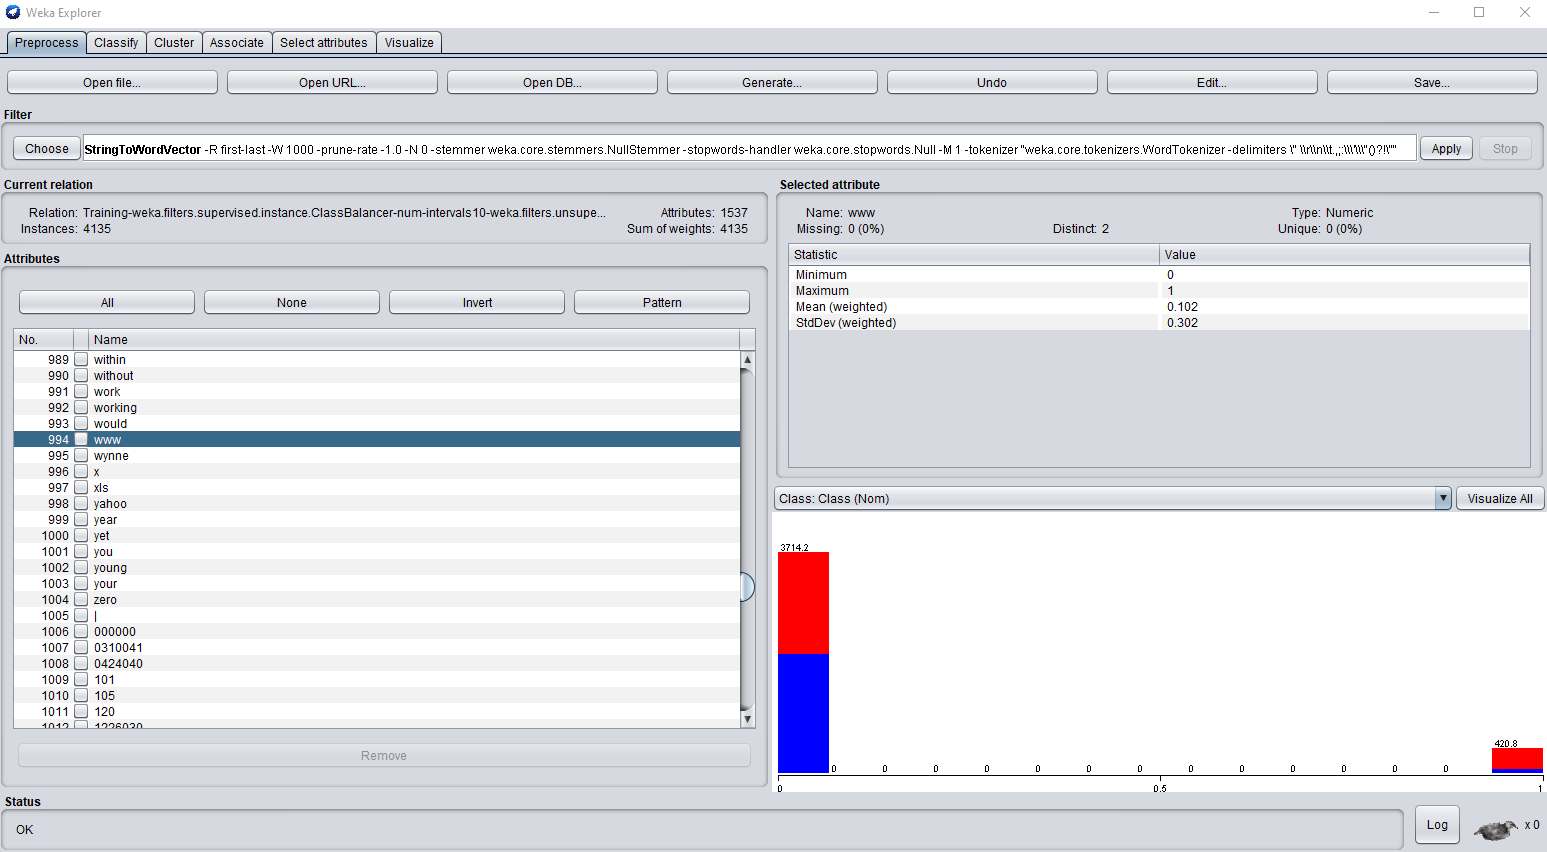 Weka Explorer
Preprocess Classify Cluster Associate Select attributes Visualize
Open file... Open URL... Open DB... Generate... Undo Edit... Save...
Filter
Choose StringToWordVector -R first-last -W 1000 -prune-rate -1.0 -N 0 -stemmer weka.core.stemmers.NullStemmer -stopwords-handler weka.core.stopwords.Null -M 1 -tokenizer "weka.core.tokenizers.WordTokenizer -delimiters \" \\r\\n\\t.,;:\\\'\\\"()?!\"" Apply Stop
Current relation
Relation: Training-weka.filters.supervised.instance.ClassBalancer-num-intervals10-weka.filters.unsupe... Attributes: 1537
Instances: 4135 Sum of weights: 4135
Attributes
All None Invert Pattern
No. Name
989 within
990 without
991 work
992 working
993 would
994 www
995 wynne
996 x
997 xls
998 yahoo
999 year
1000 yet
1001 you
1002 young
1003 your
1004 zero
1005 |
1006 000000
1007 0310041
1008 0424040
1009 101
1010 105
1011 120
1012 1226030
Remove
Selected attribute
Name: www Type: Numeric
Missing: 0 (0%) Distinct: 2 Unique: 0 (0%)
Statistic Value
Minimum 0
Maximum 1
Mean (weighted) 0.102
StdDev (weighted) 0.302
Class: Class (Nom) Visualize All
3714.2
420.8
0 0 0 0 0 0 0 0 0 0 0 0 0
0 0.5 1
Status
OK
Log x 0